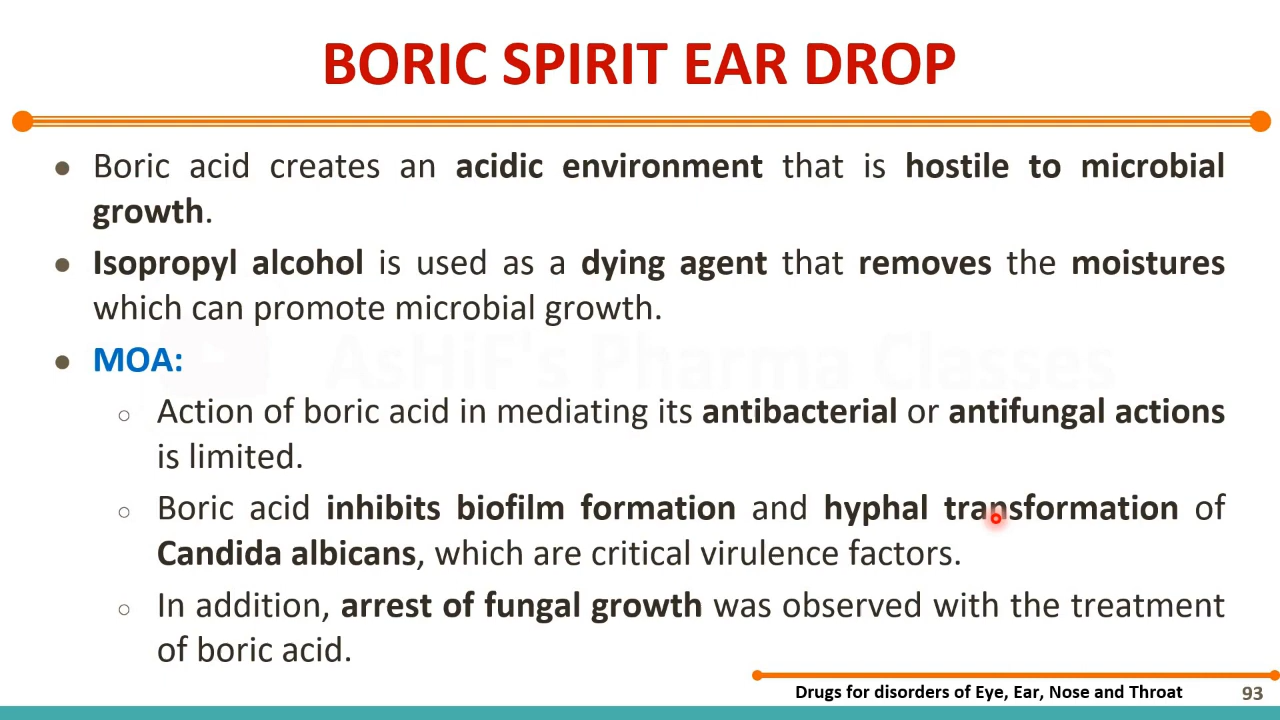 BORIC SPIRIT EAR DROP
● Boric acid creates an acidic environment that is hostile to microbial
growth.
● Isopropyl alcohol is used as a dying agent that removes the moistures
which can promote microbial growth.
● MOA:
○ Action of boric acid in mediating its antibacterial or antifungal actions
is limited.
○ Boric acid inhibits biofilm formation and hyphal transformation of
Candida albicans, which are critical virulence factors.
○ In addition, arrest of fungal growth was observed with the treatment
of boric acid.
AsHiF's Pharma Classes
Drugs for disorders of Eye, Ear, Nose and Throat 93